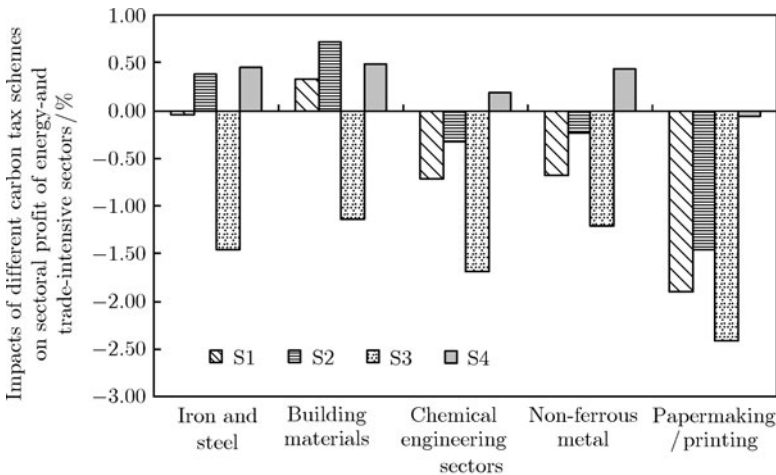 Impacts of different carbon tax schemes
on sectoral profit of energy-and
trade-intensive sectors/%
1.00
0.50
0.00
−0.50
−1.00
−1.50
−2.00
−2.50
−3.00
S1 S2 S3 S4
Iron and
steel
Building
materials
Chemical
engineering
sectors
Non-ferrous
metal
Papermaking
/printing